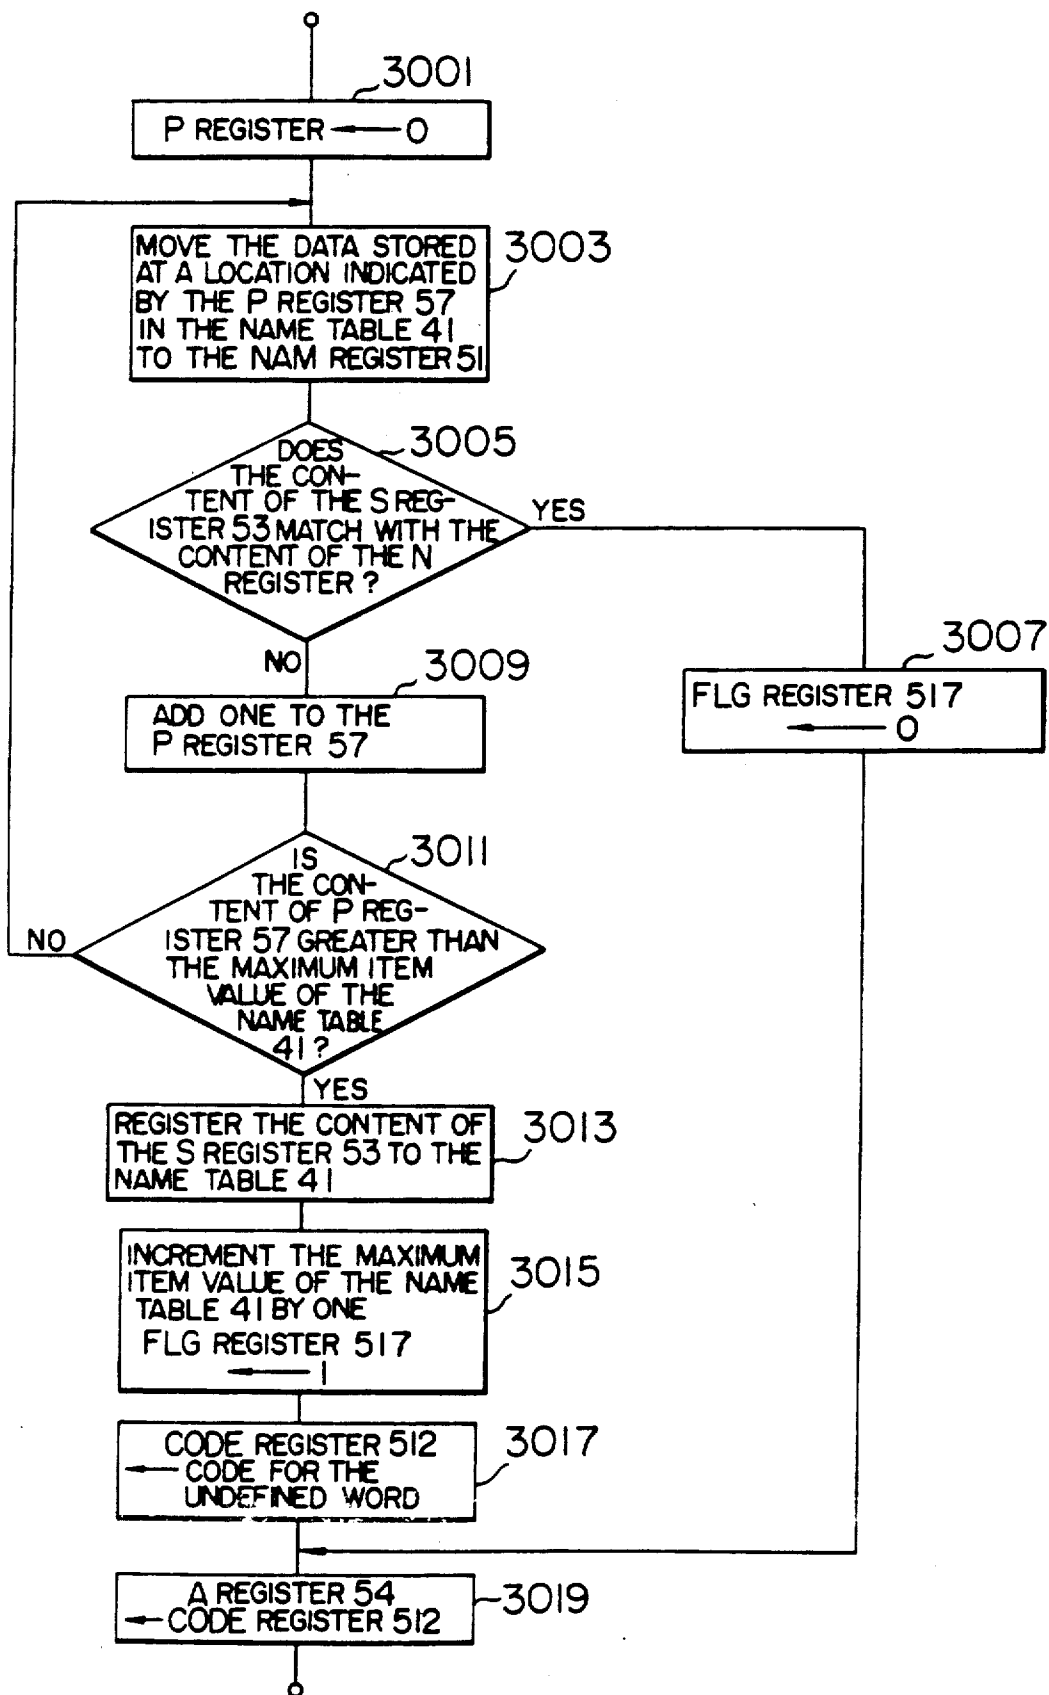 3001
P REGISTER ← 0
3003
MOVE THE DATA STORED
AT A LOCATION INDICATED
BY THE P REGISTER 57
IN THE NAME TABLE 41
TO THE NAM REGISTER 51
3005
DOES
THE CON-
TENT OF THE S REG-
ISTER 53 MATCH WITH THE
CONTENT OF THE N
REGISTER ?
YES
NO
3007
FLG REGISTER 517
← 0
3009
ADD ONE TO THE
P REGISTER 57
3011
IS
THE CON-
TENT OF P REG-
ISTER 57 GREATER THAN
THE MAXIMUM ITEM
VALUE OF THE
NAME TABLE
41 ?
NO
YES
3013
REGISTER THE CONTENT OF
THE S REGISTER 53 TO THE
NAME TABLE 41
3015
INCREMENT THE MAXIMUM
ITEM VALUE OF THE NAME
TABLE 41 BY ONE
FLG REGISTER 517
← 1
3017
CODE REGISTER 512
← CODE FOR THE
UNDEFINED WORD
3019
A REGISTER 54
← CODE REGISTER 512